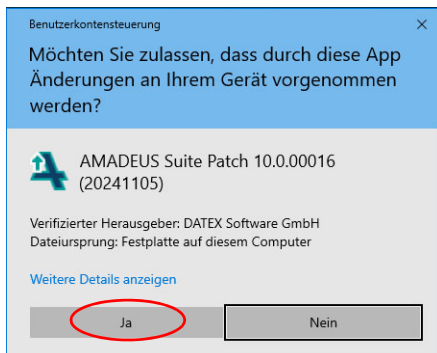 Benutzerkontensteuerung
Möchten Sie zulassen, dass durch diese App
Änderungen an Ihrem Gerät vorgenommen
werden?
AMADEUS Suite Patch 10.0.00016
(20241105)
Verifizierter Herausgeber: DATEX Software GmbH
Dateiursprung: Festplatte auf diesem Computer
Weitere Details anzeigen
Ja Nein